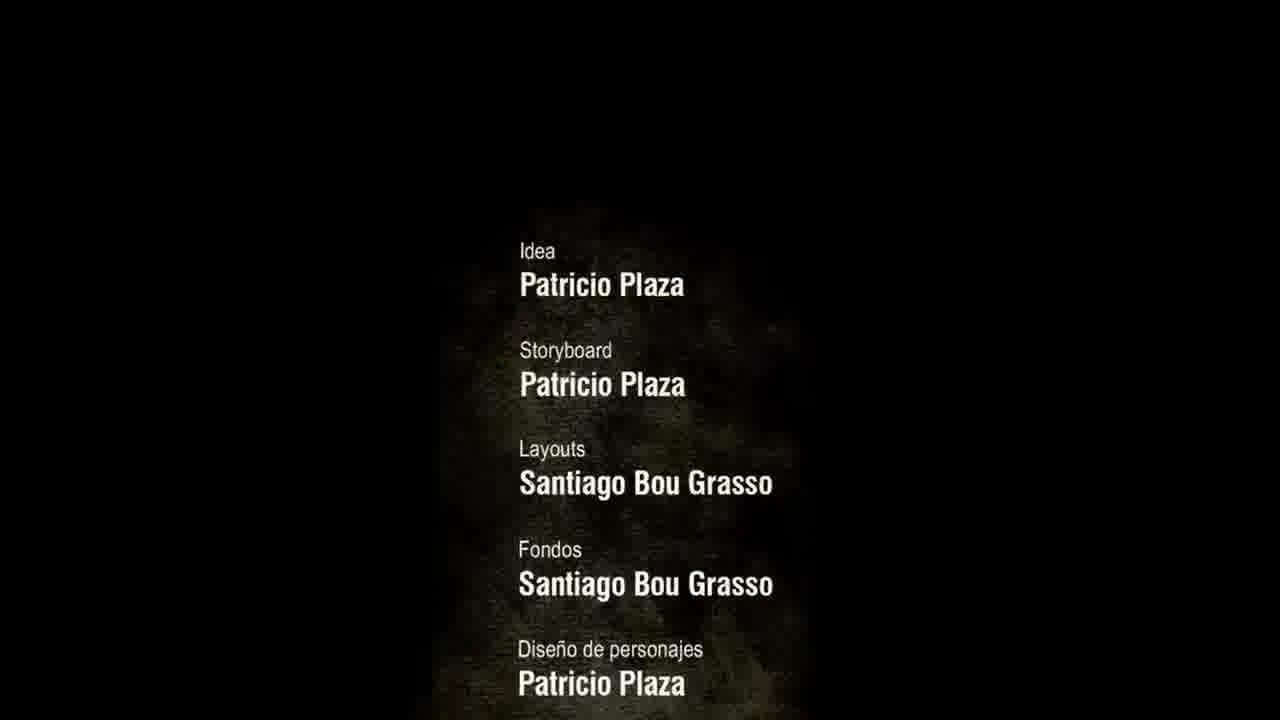 Idea
Patricio Plaza
Storyboard
Patricio Plaza
Layouts
Santiago Bou Grasso
Fondos
Santiago Bou Grasso
Diseño de personajes
Patricio Plaza